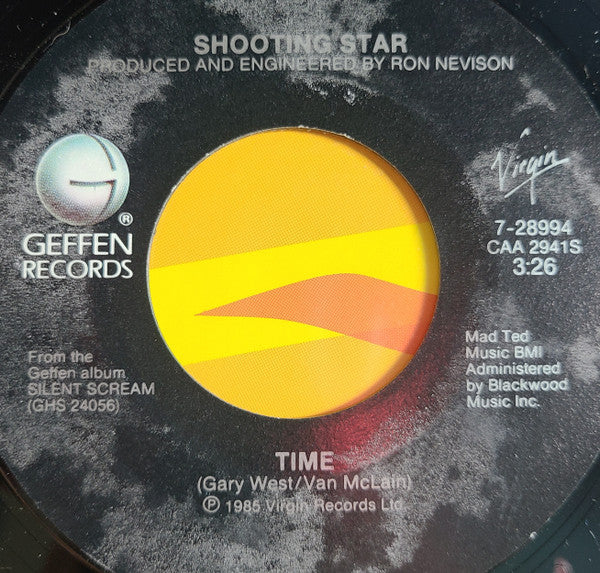 SHOOTING STAR
PRODUCED AND ENGINEERED BY RON NEVISON
GEFFEN
RECORDS
®
Virgin
7-28994
CAA 2941S
3:26
From the
Geffen album
SILENT SCREAM
(GHS 24056)
Mad Ted
Music BMI
Administered
by Blackwood
Music Inc.
TIME
(Gary West/Van McLain)
℗ 1985 Virgin Records Ltd.